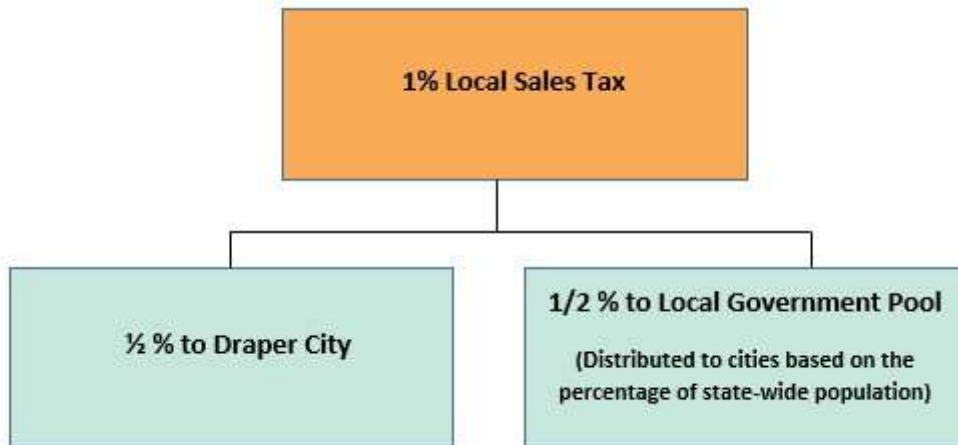 1% Local Sales Tax
½ % to Draper City
1/2 % to Local Government Pool
(Distributed to cities based on the
percentage of state-wide population)